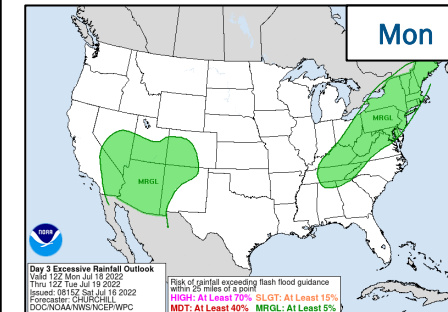 Mon
MRGL
MRGL
NOAA
Day 3 Excessive Rainfall Outlook
Valid 12Z Mon Jul 18 2022
Thru 12Z Tue Jul 19 2022
Issued: 0815Z Sat Jul 16 2022
Forecaster: CHURCHILL
DOC/NOAA/NWS/NCEP/WPC
Risk of rainfall exceeding flash flood guidance
within 25 miles of a point
HIGH: At Least 70% SLGT: At Least 15%
MDT: At Least 40% MRGL: At Least 5%